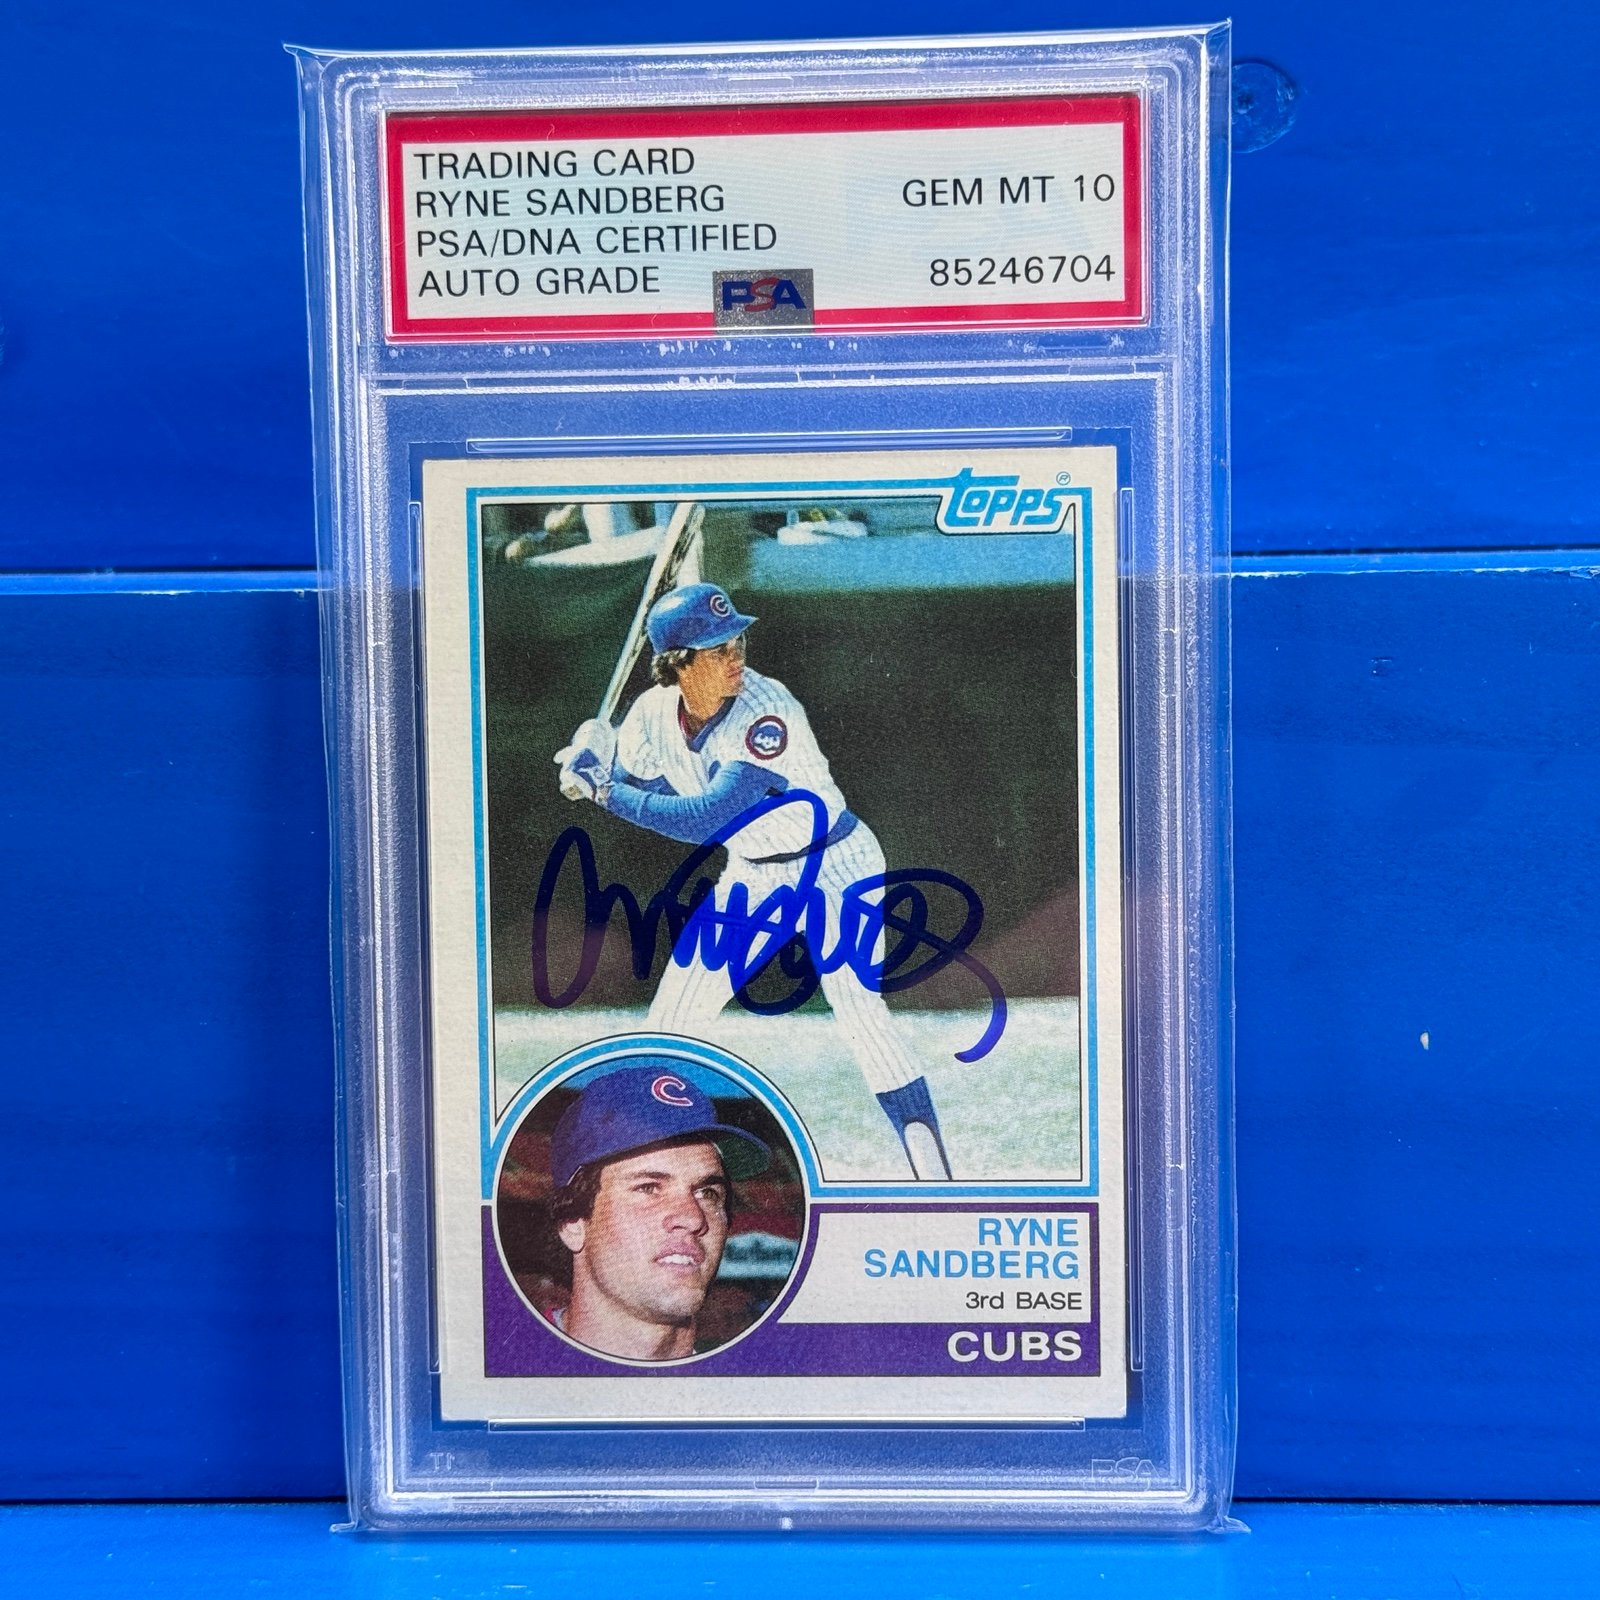 TRADING CARD
RYNE SANDBERG
PSA/DNA CERTIFIED
AUTO GRADE
GEM MT 10
85246704
PSA
TOPPS®
C
C
RYNE
SANDBERG
3rd BASE
CUBS
PSA